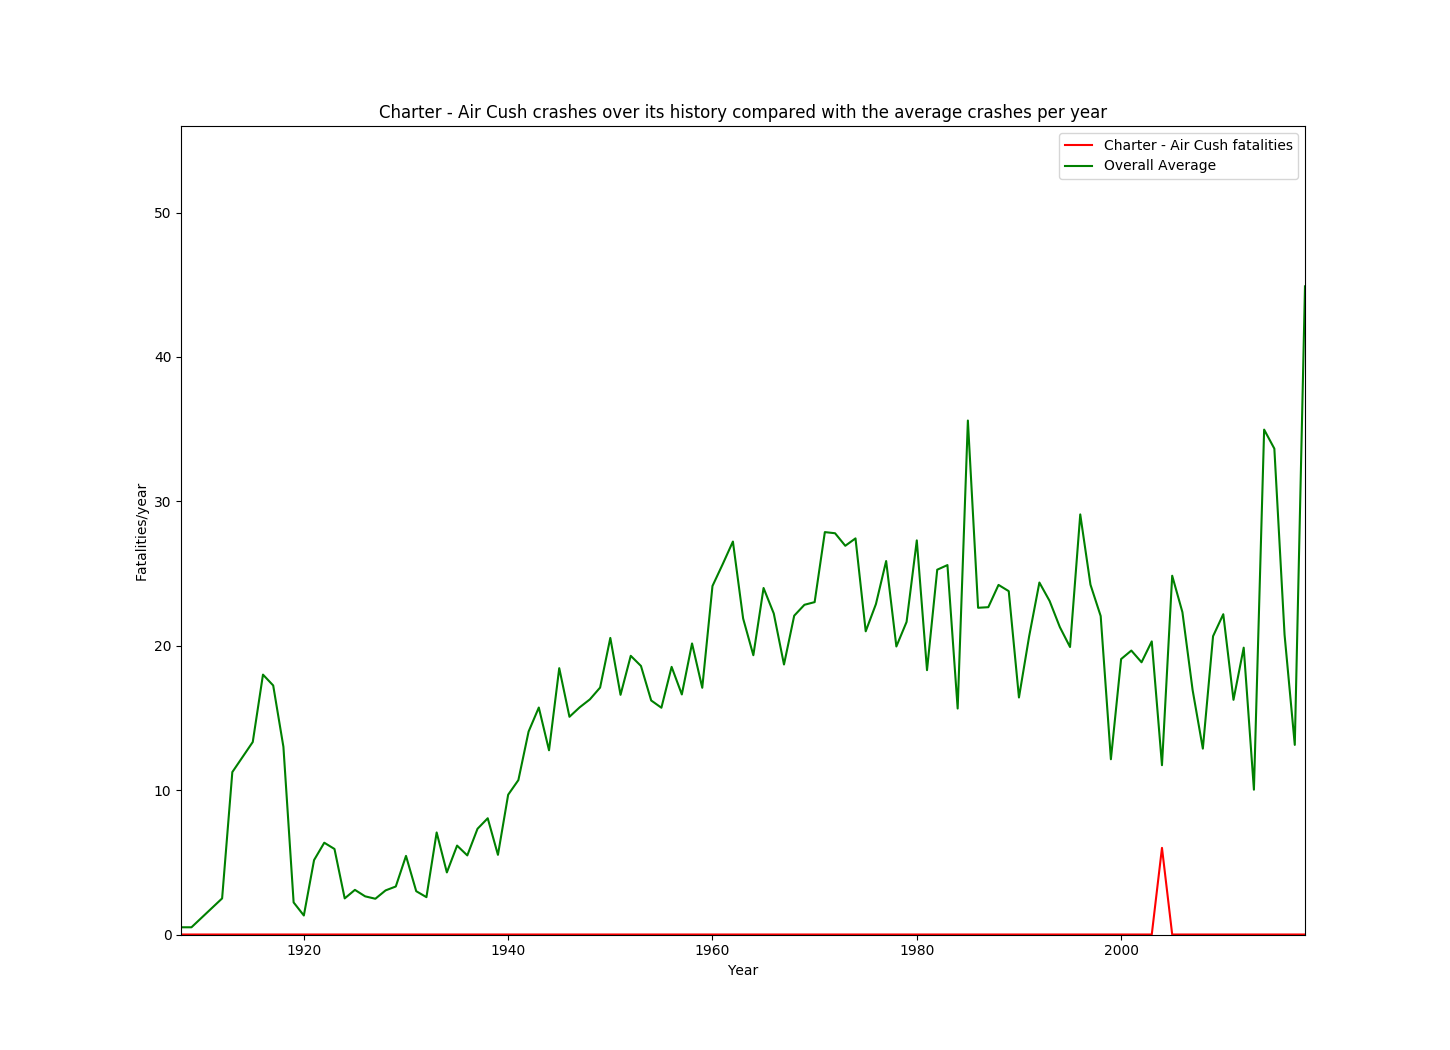 Charter - Air Cush crashes over its history compared with the average crashes per year
Charter - Air Cush fatalities
Overall Average
50
40
30
20
10
0
Fatalities/year
1920 1940 1960 1980 2000
Year